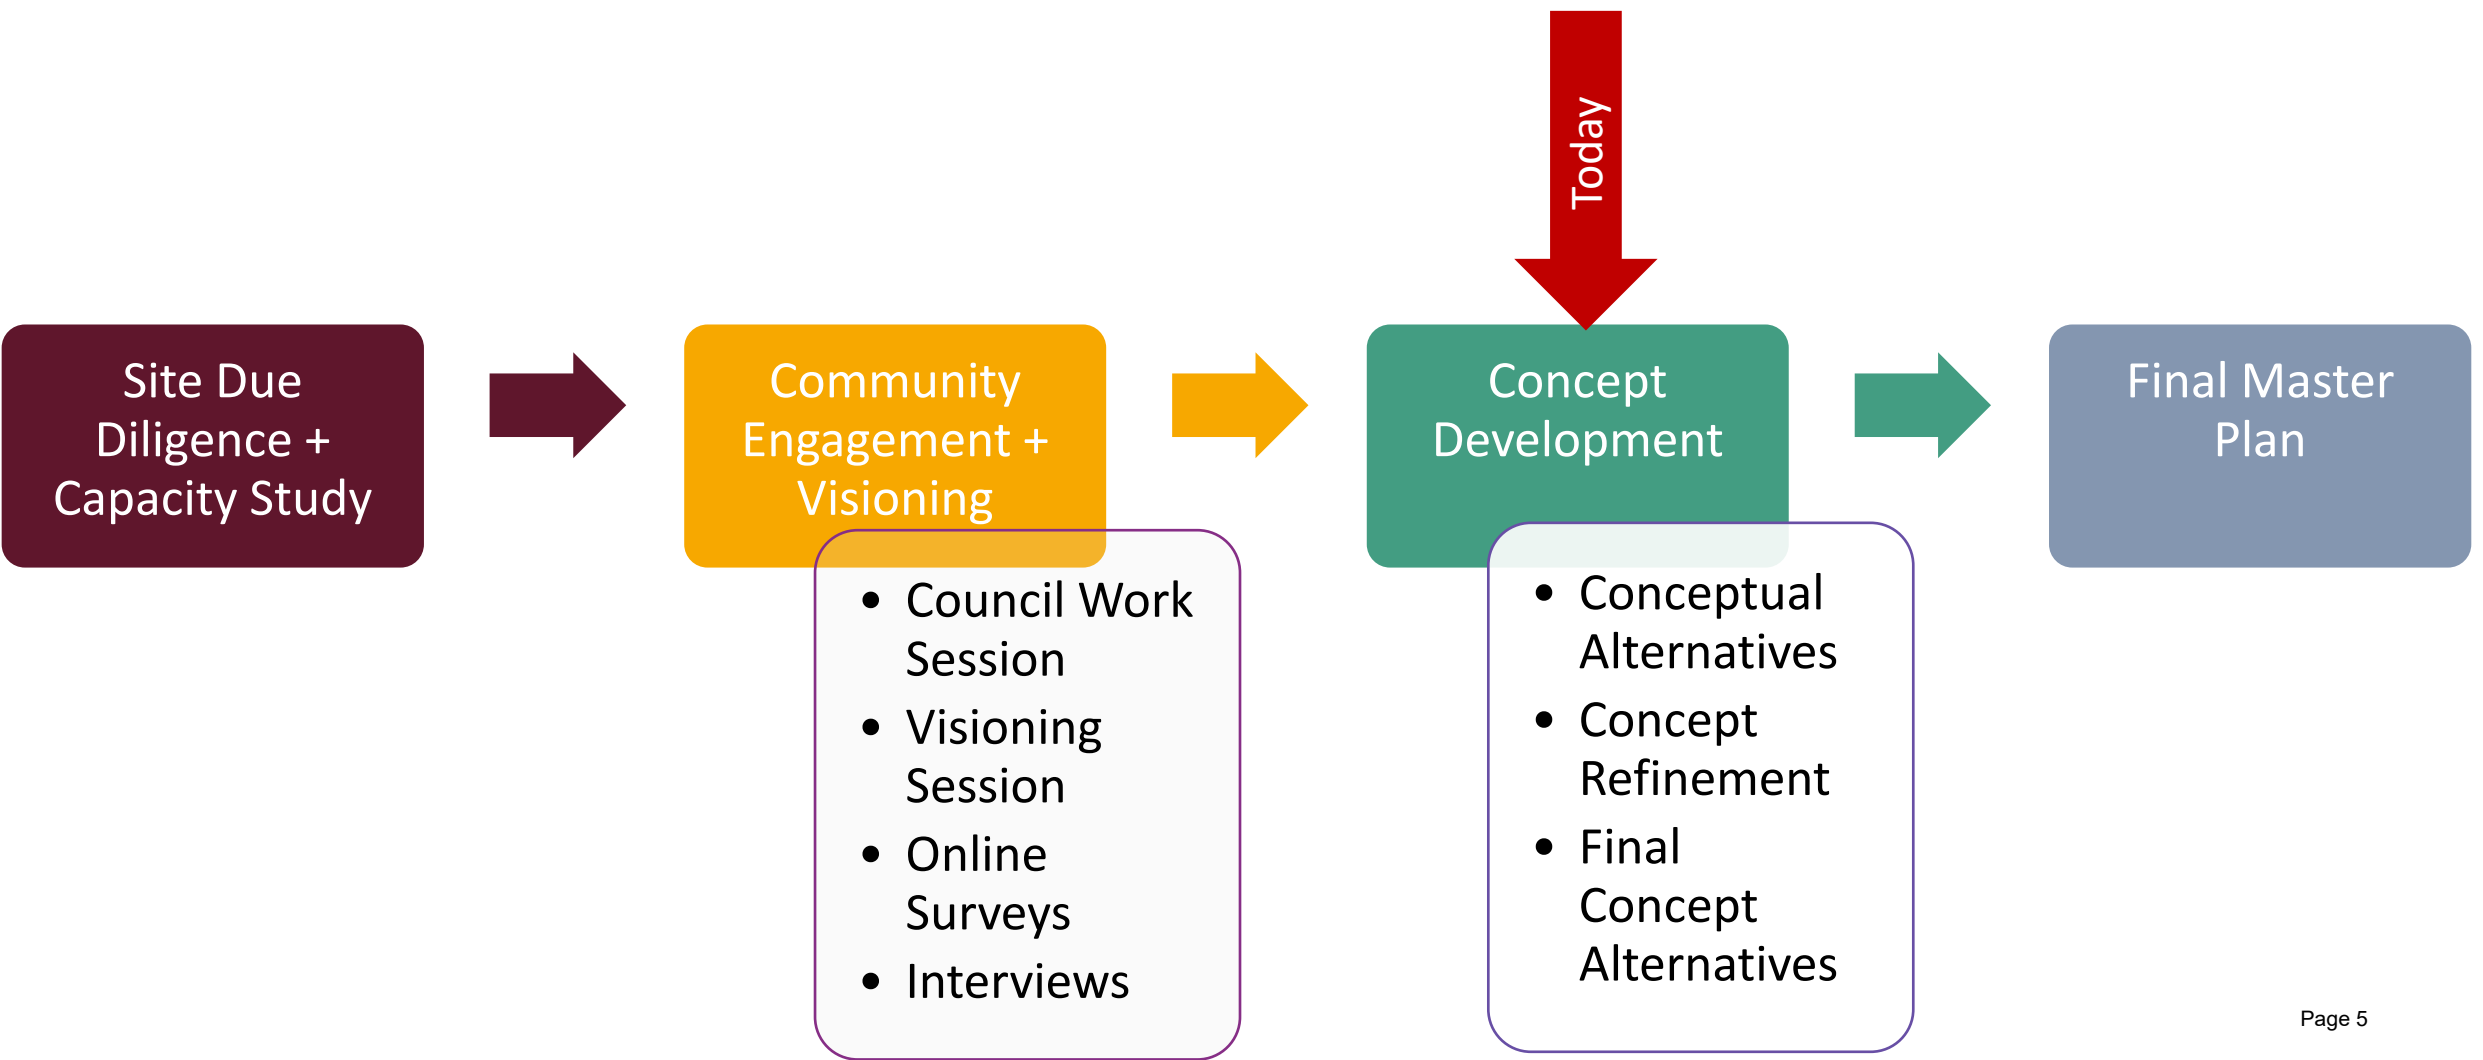 Today
Site Due
Diligence +
Capacity Study
Community
Engagement +
Visioning
• Council Work
Session
• Visioning
Session
• Online
Surveys
• Interviews
Concept
Development
• Conceptual
Alternatives
• Concept
Refinement
• Final
Concept
Alternatives
Final Master
Plan
Page 5